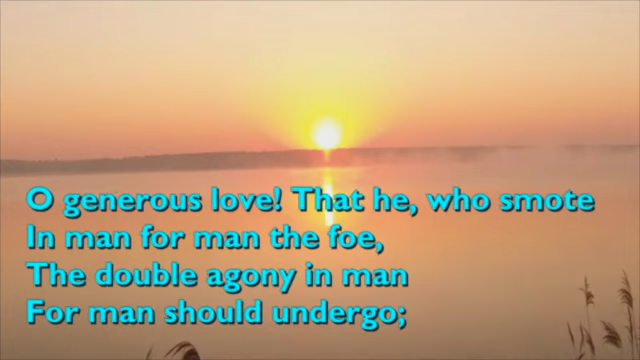 O generous love! That he, who smote
In man for man the foe,
The double agony in man
For man should undergo;